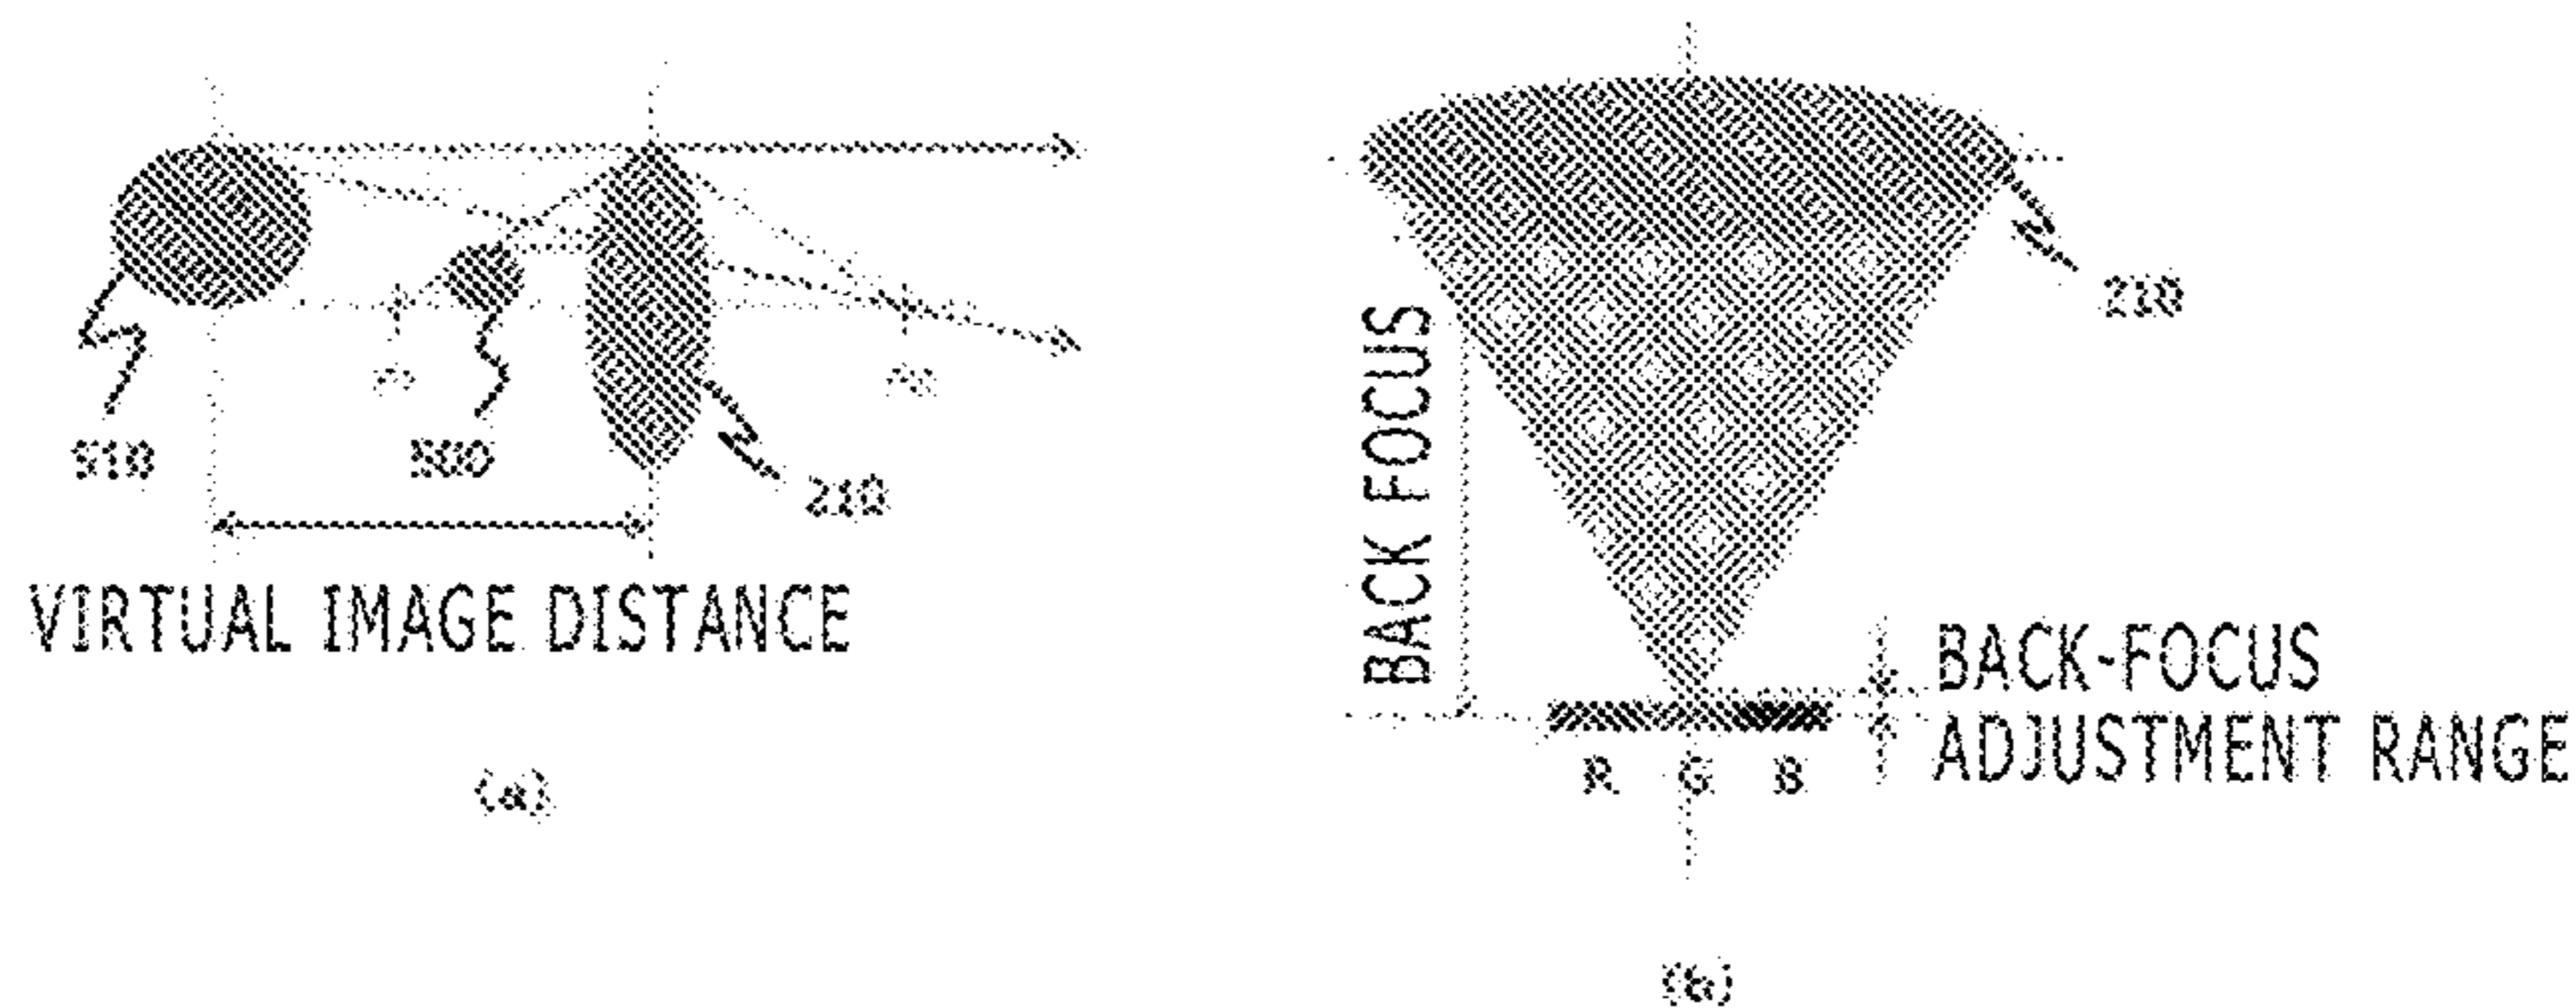 510
500
210
VIRTUAL IMAGE DISTANCE
(a)
210
BACK FOCUS
BACK-FOCUS
ADJUSTMENT RANGE
R G B
(b)